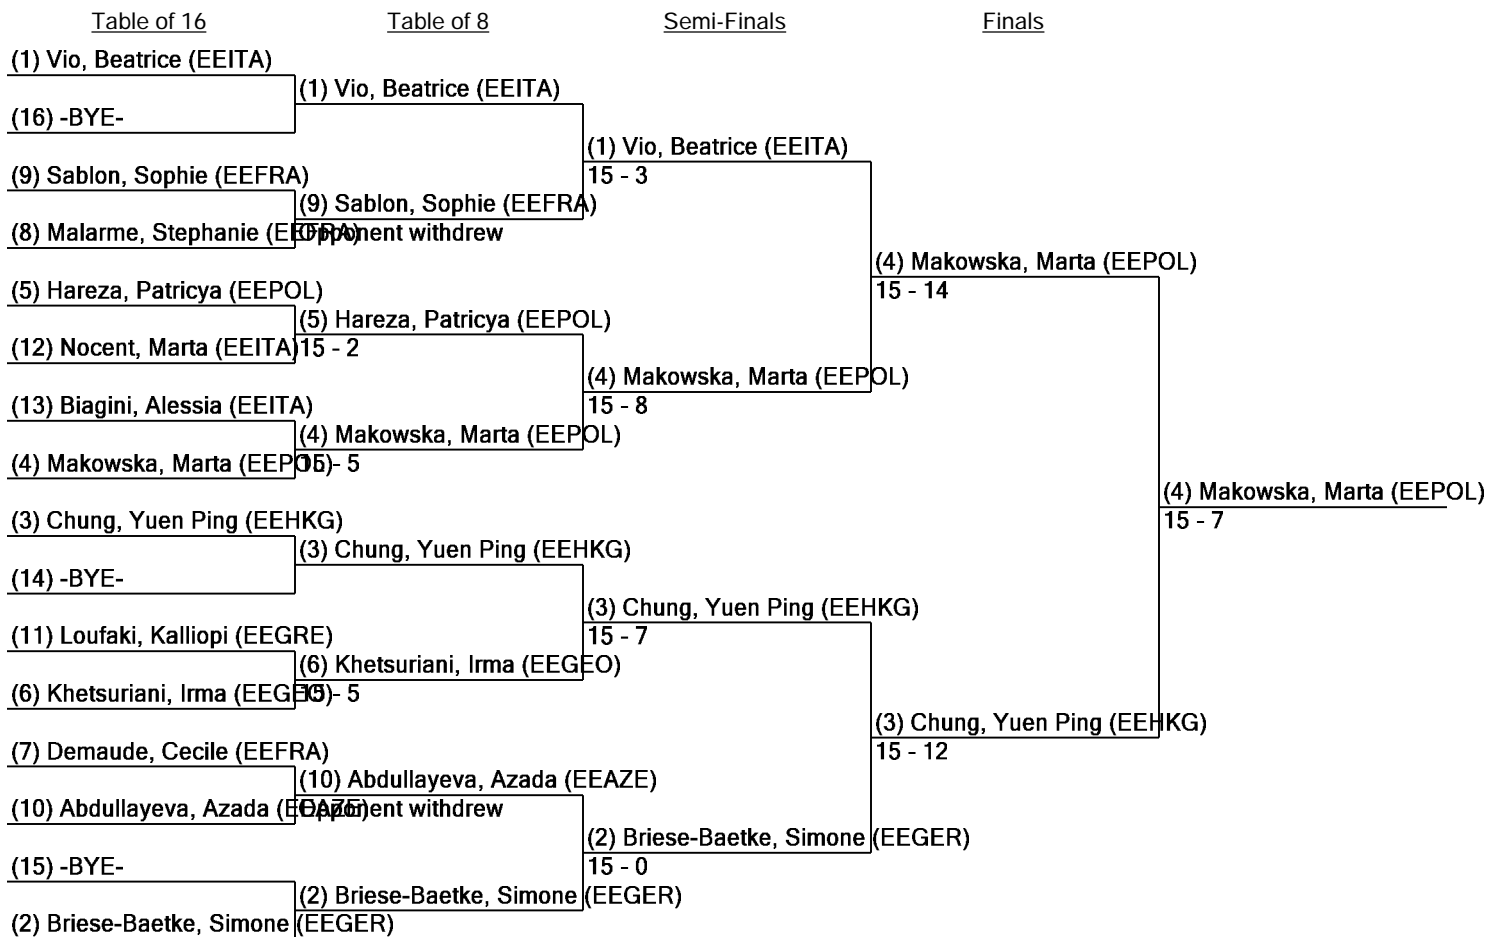 Table of 16 Table of 8 Semi-Finals Finals
(1) Vio, Beatrice (EEITA)
(1) Vio, Beatrice (EEITA)
(16) -BYE-
(1) Vio, Beatrice (EEITA)
15 - 3
(9) Sablon, Sophie (EEFRA)
(9) Sablon, Sophie (EEFRA)
(8) Malarme, Stephanie (EEFRA)
Opponent withdrew
(4) Makowska, Marta (EEPOL)
15 - 14
(5) Hareza, Patricya (EEPOL)
(5) Hareza, Patricya (EEPOL)
(12) Nocent, Marta (EEITA)
15 - 2
(4) Makowska, Marta (EEPOL)
15 - 8
(13) Biagini, Alessia (EEITA)
(4) Makowska, Marta (EEPOL)
(4) Makowska, Marta (EEPOL)
15 - 5
(4) Makowska, Marta (EEPOL)
15 - 7
(3) Chung, Yuen Ping (EEHKG)
(3) Chung, Yuen Ping (EEHKG)
(14) -BYE-
(3) Chung, Yuen Ping (EEHKG)
15 - 7
(11) Loufaki, Kalliopi (EEGRE)
(6) Khetsuriani, Irma (EEGEO)
(6) Khetsuriani, Irma (EEGEO)
15 - 5
(3) Chung, Yuen Ping (EEHKG)
15 - 12
(7) Demaude, Cecile (EEFRA)
(10) Abdullayeva, Azada (EEAZE)
(10) Abdullayeva, Azada (EEAZE)
Opponent withdrew
(2) Briese-Baetke, Simone (EEGER)
15 - 0
(15) -BYE-
(2) Briese-Baetke, Simone (EEGER)
(2) Briese-Baetke, Simone (EEGER)